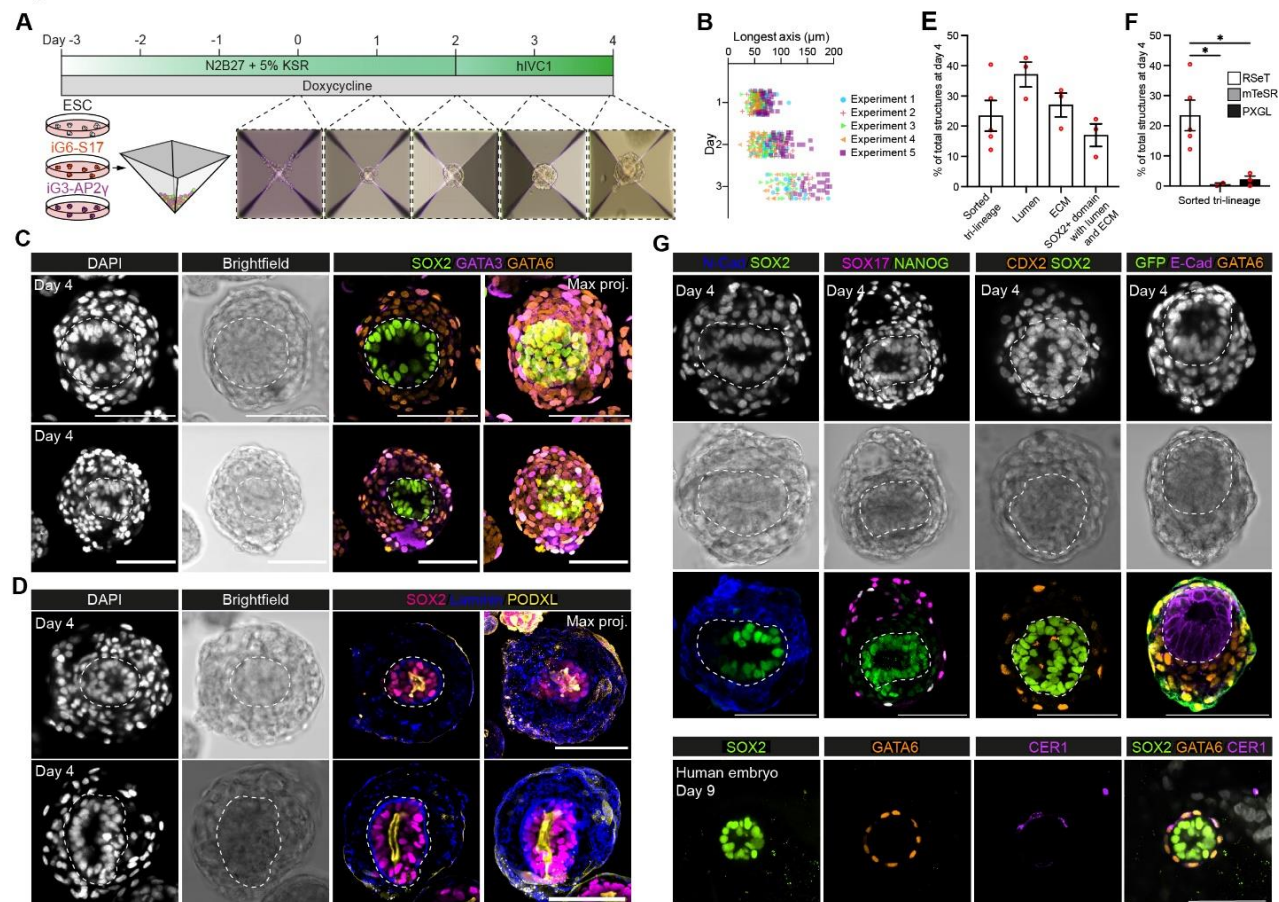 A
Day -3 -2 -1 0 1 2 3 4
N2B27 + 5% KSR
hIVC1
Doxycycline
ESC
iG6-S17
iG3-AP2γ
B
Longest axis (µm)
0 50 100 150 200
Day
1
2
3
Experiment 1
Experiment 2
Experiment 3
Experiment 4
Experiment 5
E
% of total structures at day 4
50
40
30
20
10
0
Sorted
tri-lineage
Lumen
ECM
SOX2+ domain
with lumen
and ECM
F
% of total structures at day 4
50
40
30
20
10
0
*
*
RSeT
mTeSR
PXGL
Sorted tri-lineage
C
DAPI
Brightfield
SOX2 GATA3 GATA6
Day 4
Max proj.
Day 4
D
DAPI
Brightfield
SOX2 Laminin PODXL
Day 4
Max proj.
Day 4
G
N-Cad SOX2
SOX17 NANOG
CDX2 SOX2
GFP E-Cad GATA6
Day 4
Day 4
Day 4
Day 4
SOX2
GATA6
CER1
SOX2 GATA6 CER1
Human embryo
Day 9